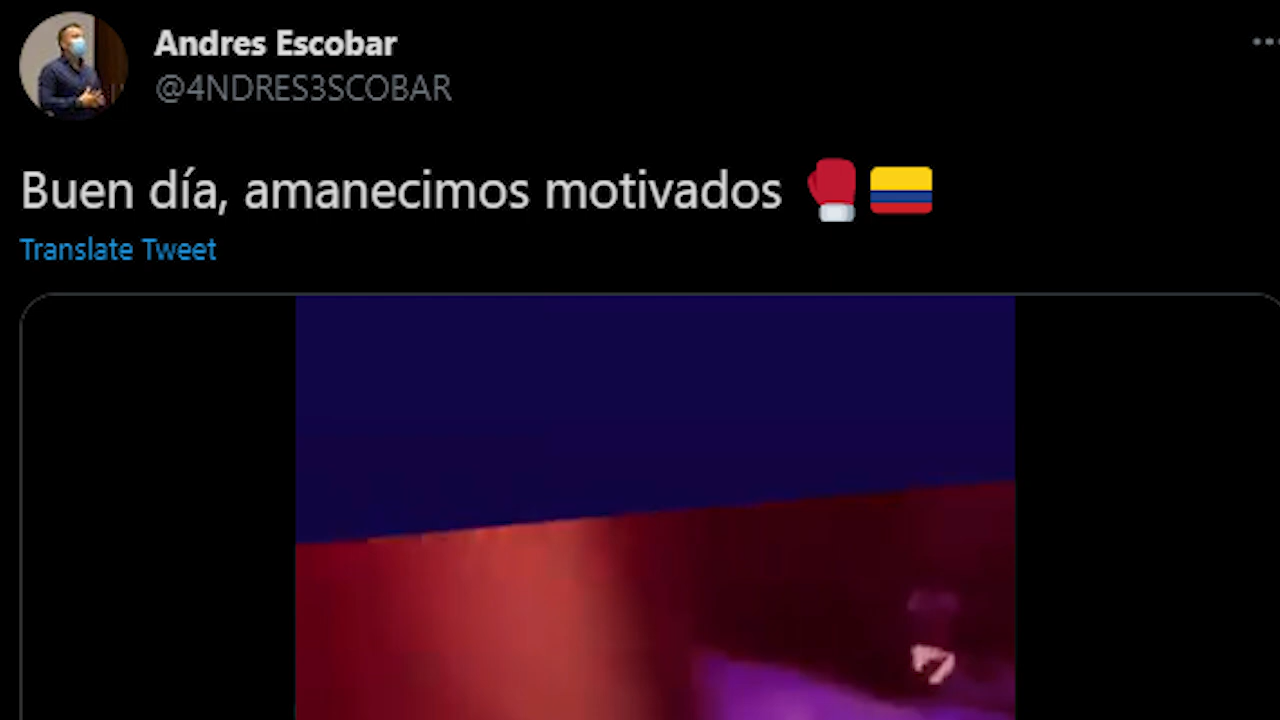 Andres Escobar
@4NDRES3SCOBAR
Buen día, amanecimos motivados 🥊🇨🇴
Translate Tweet